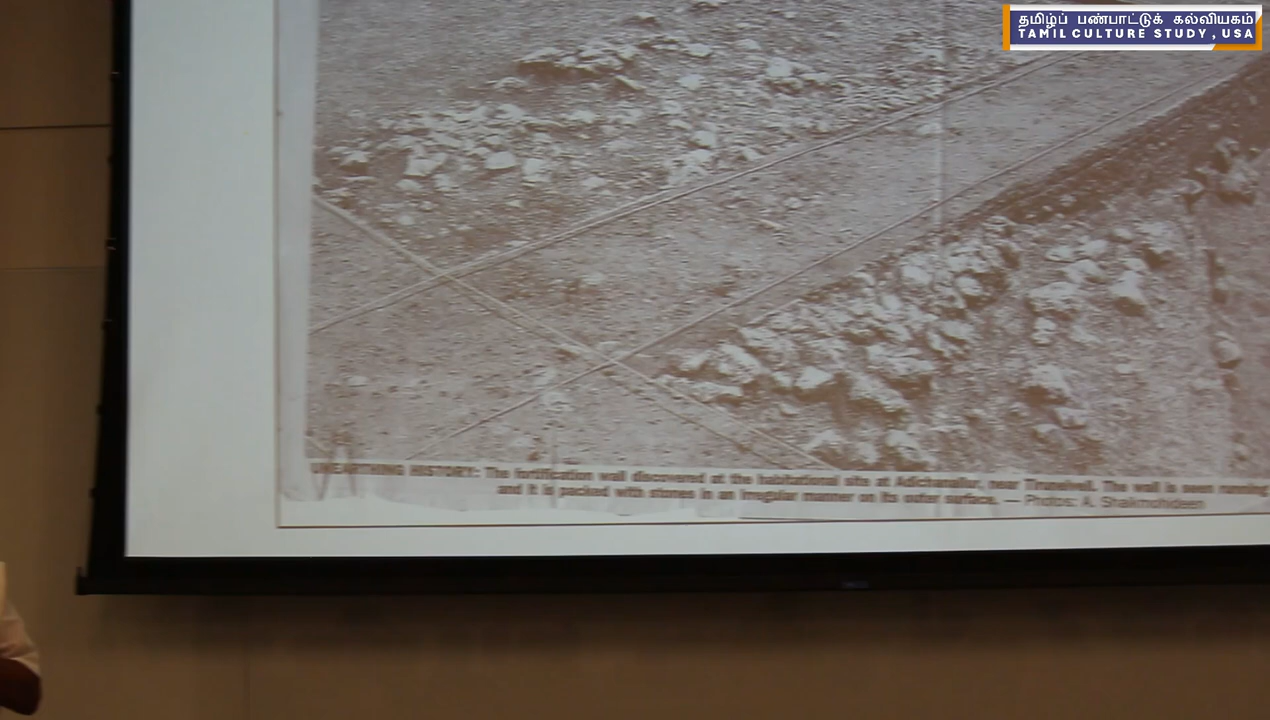 தமிழ்ப் பண்பாட்டுக் கல்வியகம்
TAMIL CULTURE STUDY, USA
UNEARTHING HISTORY: The fortification wall discovered at the habitational site at Adichanallur, near Tirunelveli. The wall is seen running
and it is packed with stones in an irregular manner on its outer surface. — Photos: A. Shaikmohideen